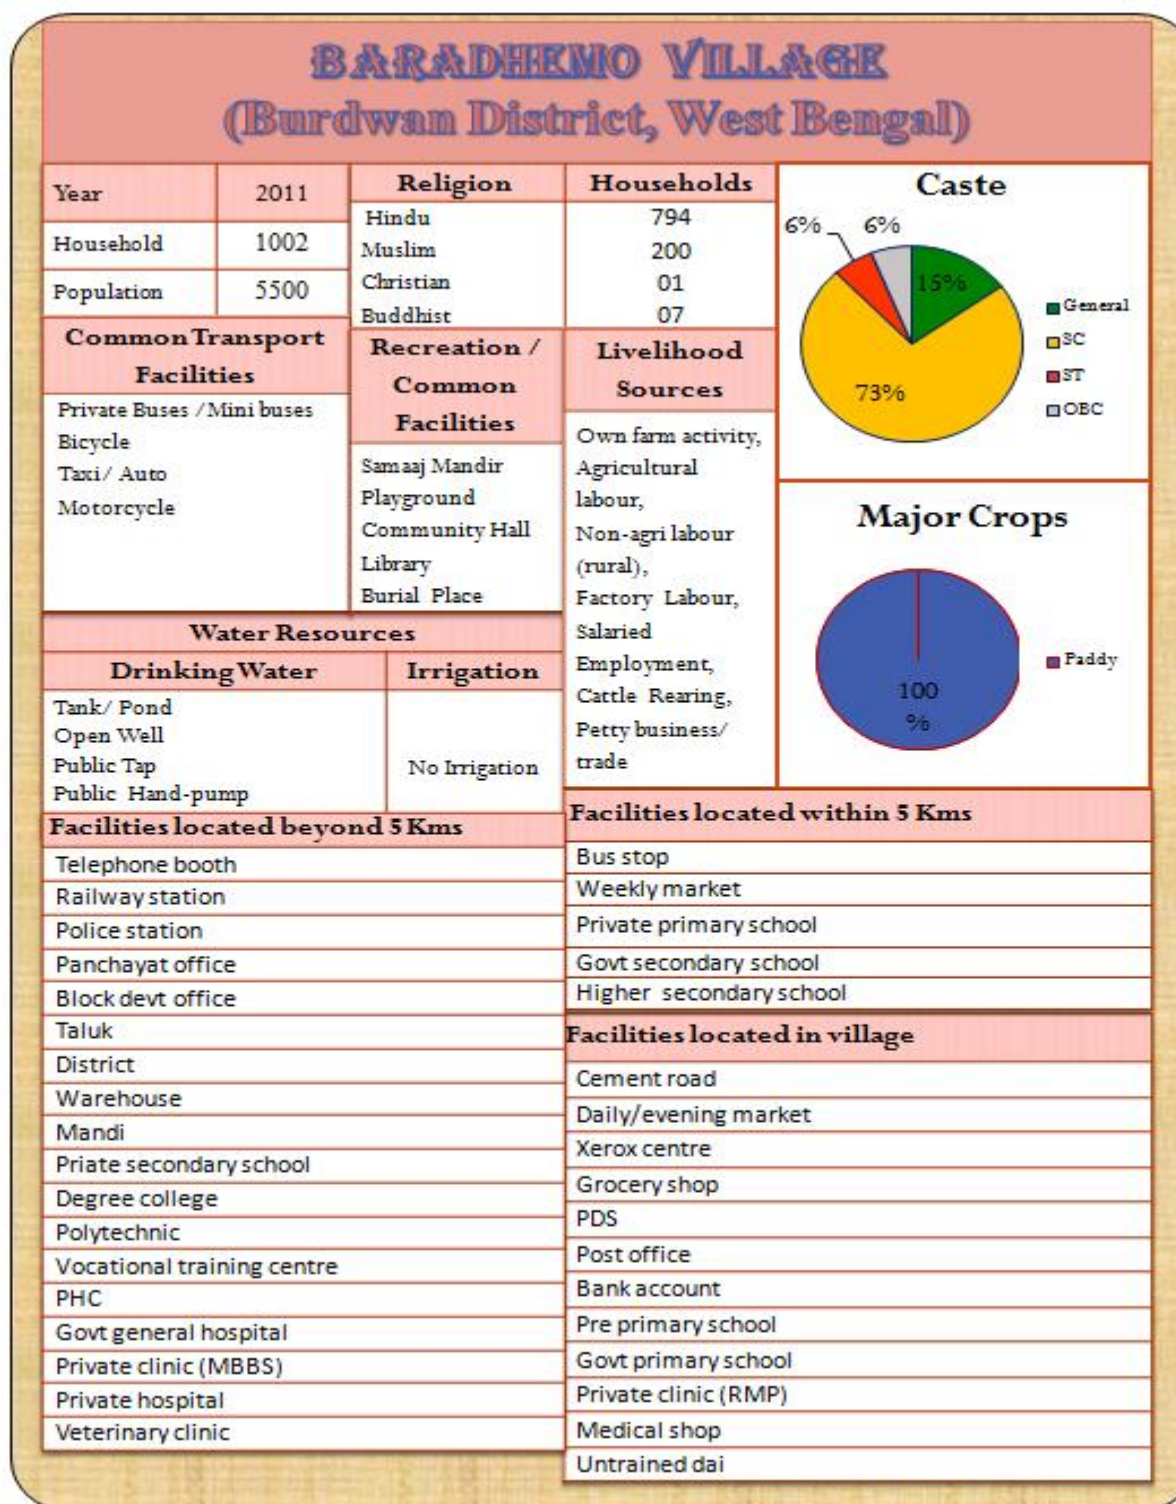 BARADHEMO VILLAGE
(Burdwan District, West Bengal)
Year 2011
Household 1002
Population 5500
Religion Households
Hindu 794
Muslim 200
Christian 01
Buddhist 07
Caste
6% 6%
15%
73%
General
SC
ST
OBC
Common Transport
Facilities
Private Buses / Mini buses
Bicycle
Taxi/ Auto
Motorcycle
Recreation /
Common
Facilities
Samaaj Mandir
Playground
Community Hall
Library
Burial Place
Livelihood
Sources
Own farm activity,
Agricultural
labour,
Non-agri labour
(rural),
Factory Labour,
Salaried
Employment,
Cattle Rearing,
Petty business/
trade
Major Crops
100
%
Paddy
Water Resources
Drinking Water Irrigation
Tank/ Pond
Open Well
Public Tap
Public Hand-pump
No Irrigation
Facilities located beyond 5 Kms
Telephone booth
Railway station
Police station
Panchayat office
Block devt office
Taluk
District
Warehouse
Mandi
Priate secondary school
Degree college
Polytechnic
Vocational training centre
PHC
Govt general hospital
Private clinic (MBBS)
Private hospital
Veterinary clinic
Facilities located within 5 Kms
Bus stop
Weekly market
Private primary school
Govt secondary school
Higher secondary school
Facilities located in village
Cement road
Daily/evening market
Xerox centre
Grocery shop
PDS
Post office
Bank account
Pre primary school
Govt primary school
Private clinic (RMP)
Medical shop
Untrained dai